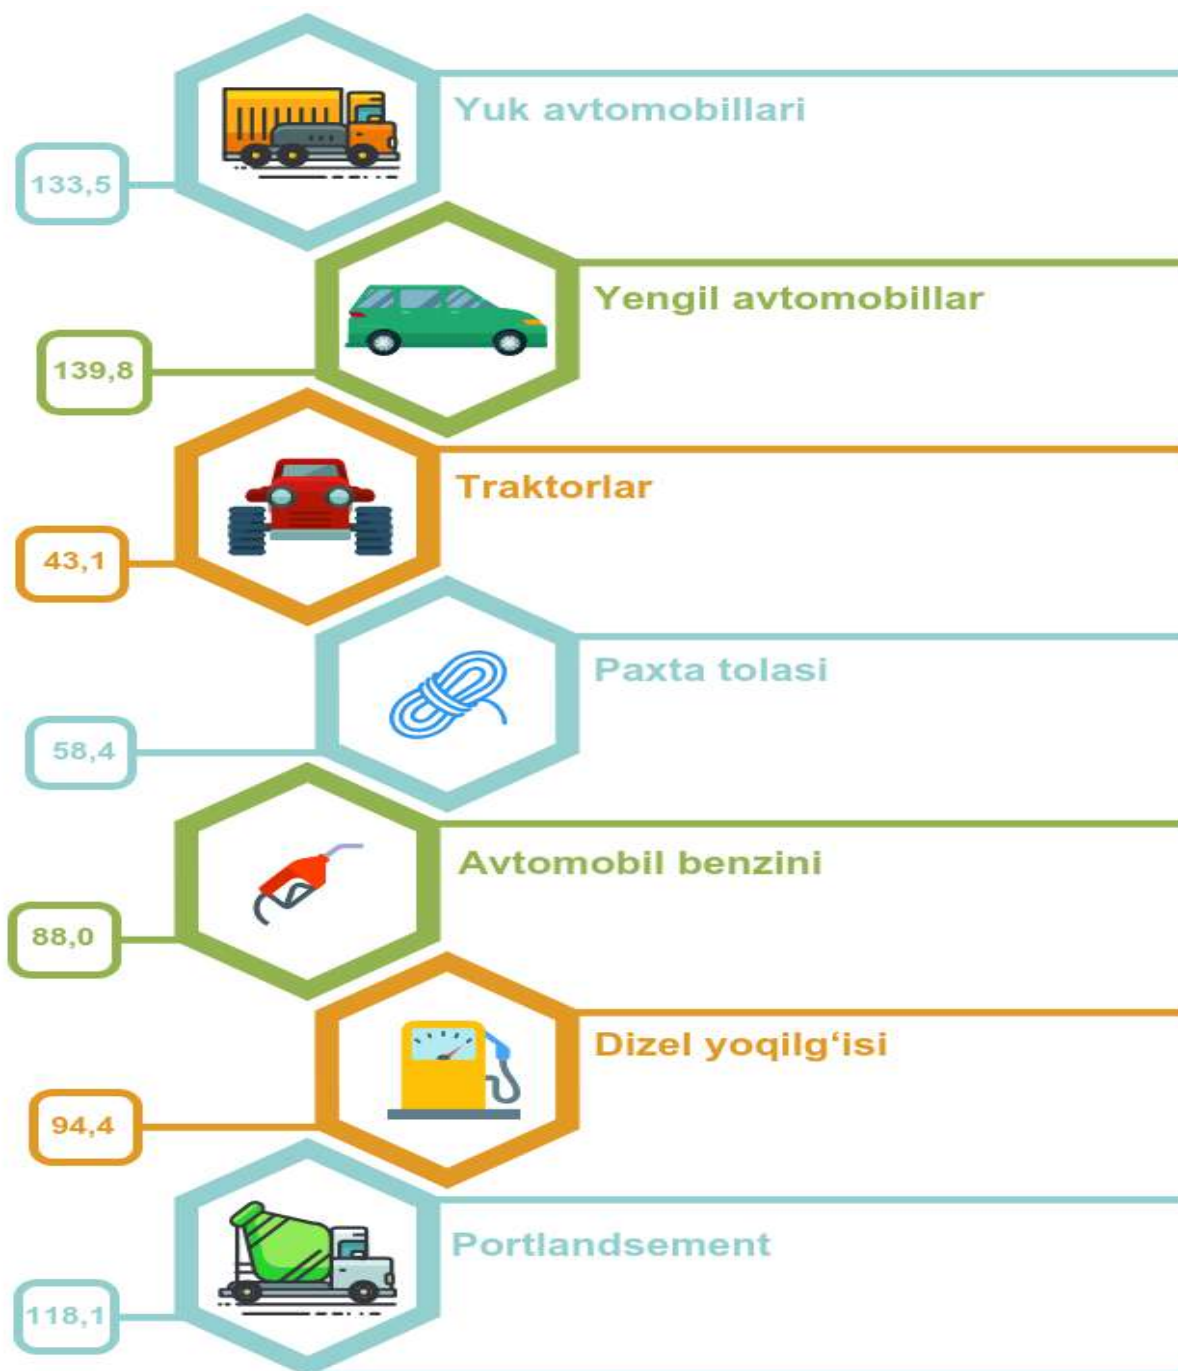 Yuk avtomobillari
133,5
Yengil avtomobillar
139,8
Traktorlar
43,1
Paxta tolasi
58,4
Avtomobil benzini
88,0
Dizel yoqilg‘isi
94,4
Portlandsement
118,1